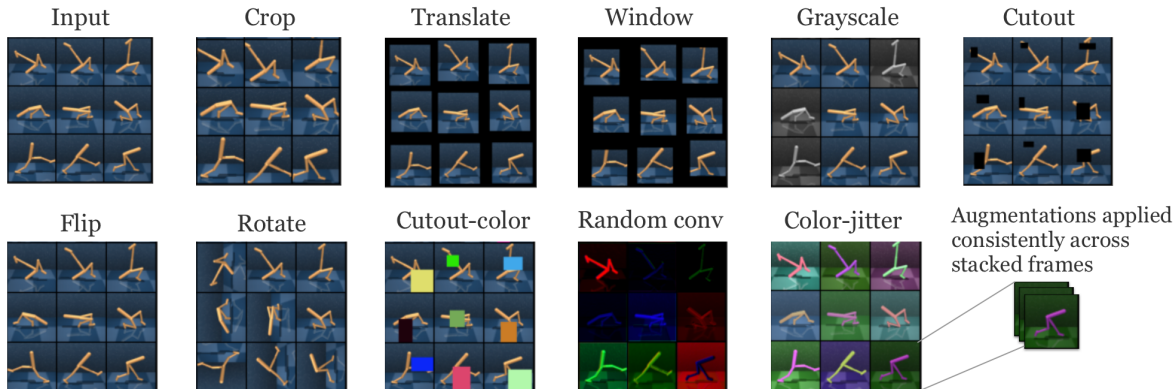 Input
Crop
Translate
Window
Grayscale
Cutout
Flip
Rotate
Cutout-color
Random conv
Color-jitter
Augmentations applied
consistently across
stacked frames